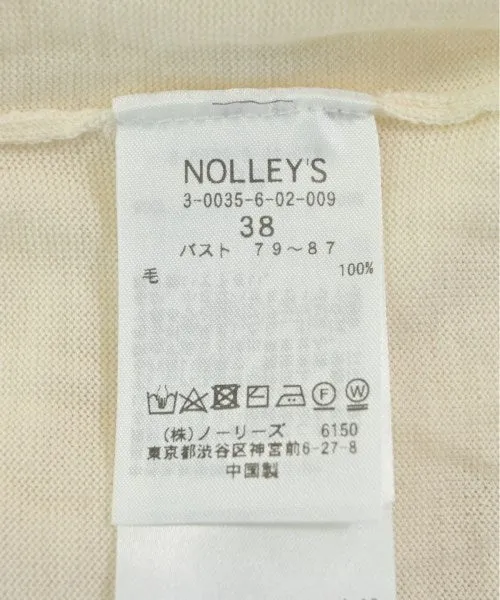 NOLLEY'S
3-0035-6-02-009
38
バスト 79～87
毛 100%
F W
(株)ノーリーズ 6150
東京都渋谷区神宮前6-27-8
中国製